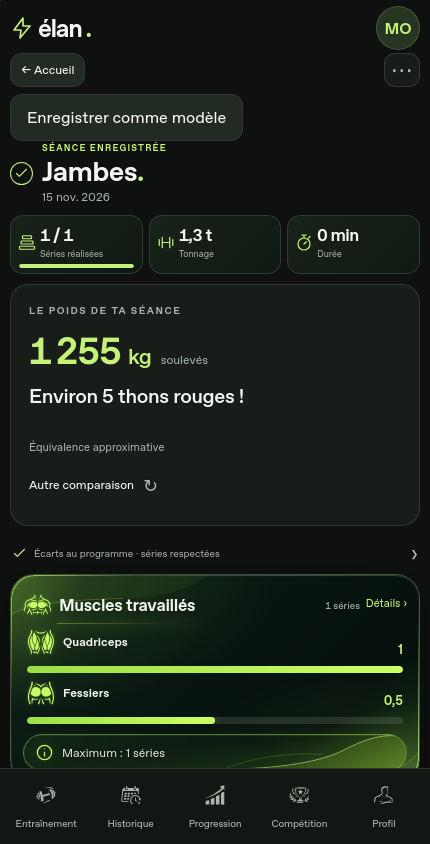 élan.
MO
← Accueil
...
Enregistrer comme modèle
SÉANCE ENREGISTRÉE
Jambes.
15 nov. 2026
1 / 1
Séries réalisées
1,3 t
Tonnage
0 min
Durée
LE POIDS DE TA SÉANCE
1 255 kg soulevés
Environ 5 thons rouges !
Équivalence approximative
Autre comparaison ↻
Écarts au programme · séries respectées ›
Muscles travaillés
1 séries Détails ›
Quadriceps
1
Fessiers
0,5
Maximum : 1 séries
Entraînement
Historique
Progression
Compétition
Profil